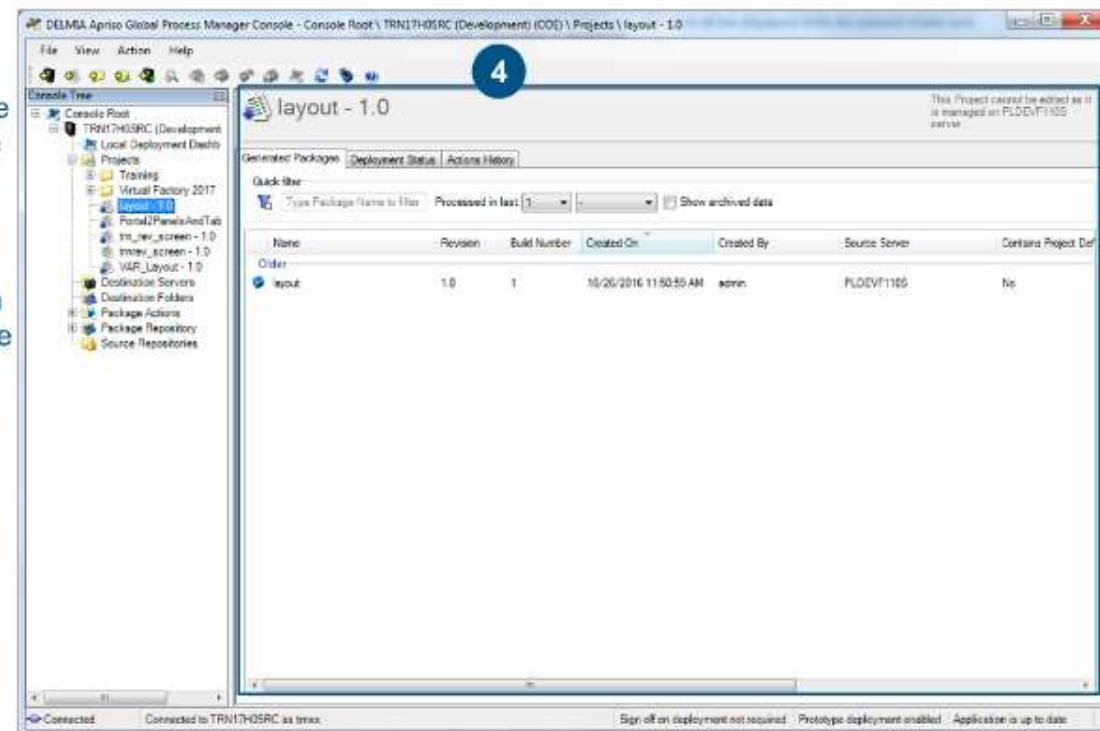 DELMIA Apriso Global Process Manager Console - Console Root \ TRN17H05RC (Development) (COE) \ Projects \ layout - 1.0
File View Action Help
4
Console Tree
Console Root
TRN17H05RC (Development
Local Deployment Dashb
Projects
Training
Virtual Factory 2017
layout - 1.0
Portal2PanelsAndTab
trn_rev_screen - 1.0
trnrev_screen - 1.0
VAR_Layout - 1.0
Destination Servers
Destination Folders
Package Actions
Package Repository
Source Repositories
layout - 1.0
This Project cannot be edited as it
is managed on PLDEVF110S
server
Generated Packages Deployment Status Actions History
Quick filter
Type Package Name to filter Processed in last: 1 - Show archived data
Name Revision Build Number Created On Created By Source Server Contains Project Def
Older
layout 1.0 1 10/26/2016 11:50:55 AM admin PLDEVF110S No
Connected Connected to TRN17H05RC as Sign off on deployment not required Prototype deployment enabled Application is up to date